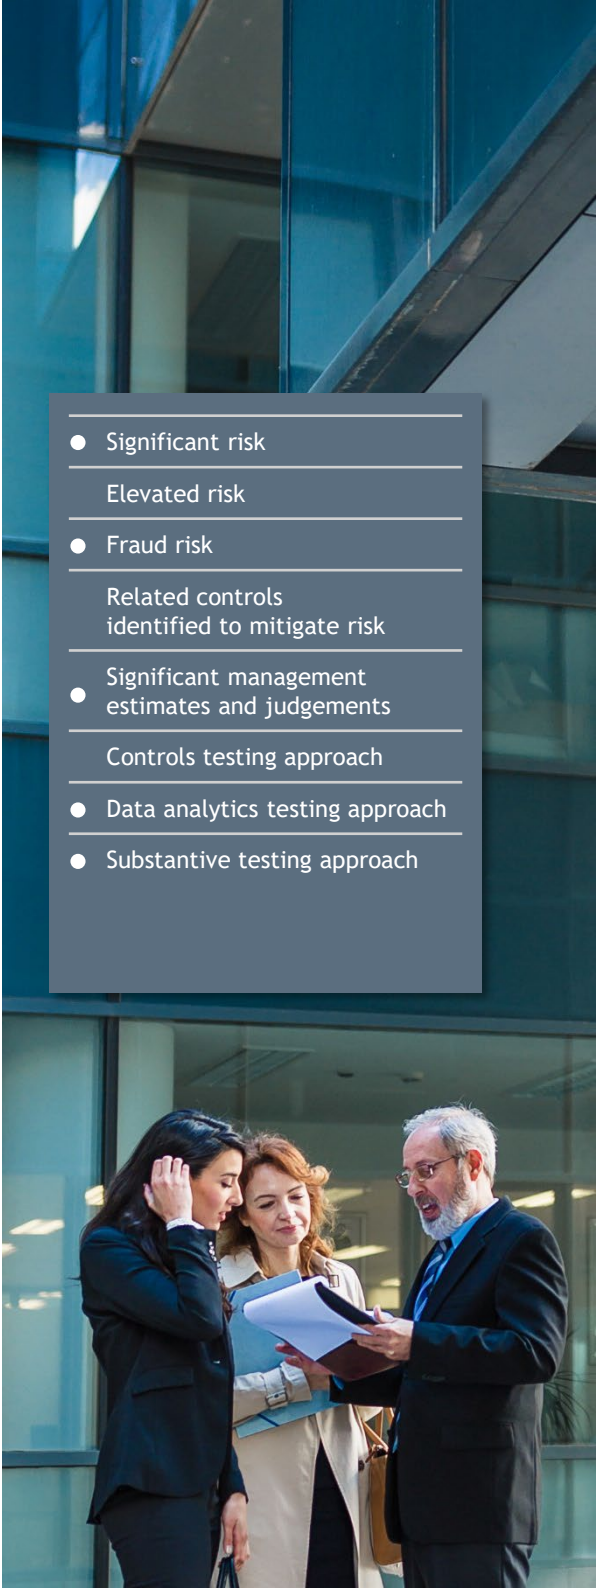 ● Significant risk
Elevated risk
● Fraud risk
Related controls
identified to mitigate risk
● Significant management
estimates and judgements
Controls testing approach
● Data analytics testing approach
● Substantive testing approach